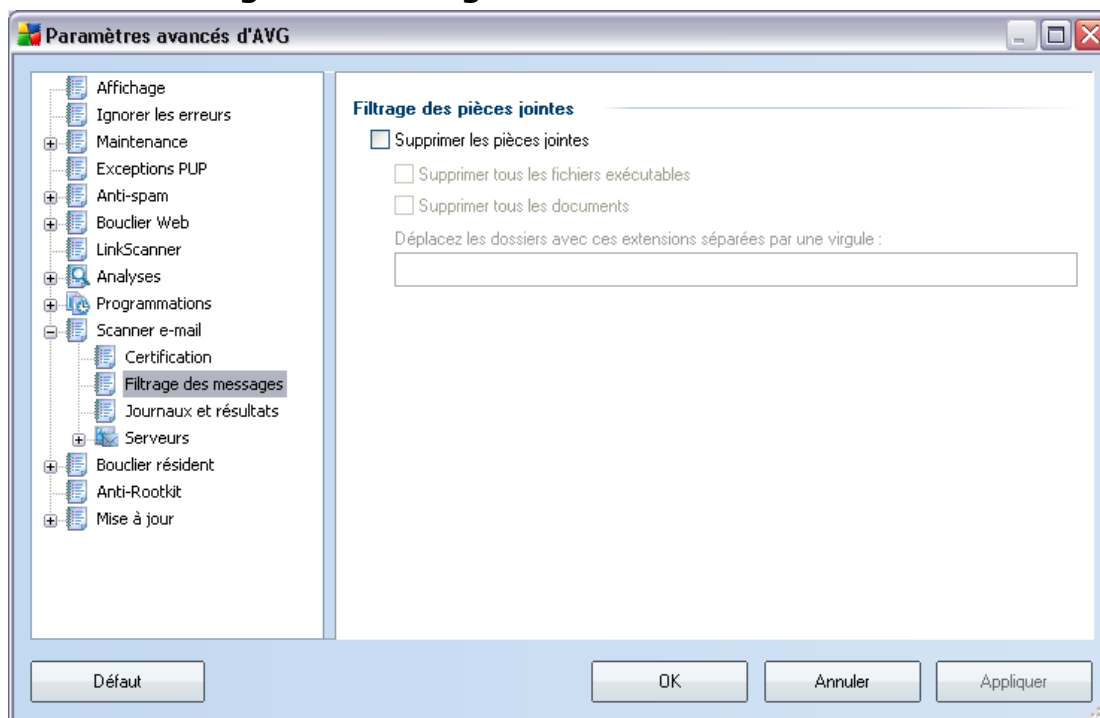 Paramètres avancés d'AVG
Affichage
Ignorer les erreurs
Maintenance
Exceptions PUP
Anti-spam
Bouclier Web
LinkScanner
Analyses
Programmations
Scanner e-mail
Certification
Filtrage des messages
Journaux et résultats
Serveurs
Bouclier résident
Anti-Rootkit
Mise à jour
Filtrage des pièces jointes
Supprimer les pièces jointes
Supprimer tous les fichiers exécutables
Supprimer tous les documents
Déplacez les dossiers avec ces extensions séparées par une virgule :
Défaut
OK
Annuler
Appliquer